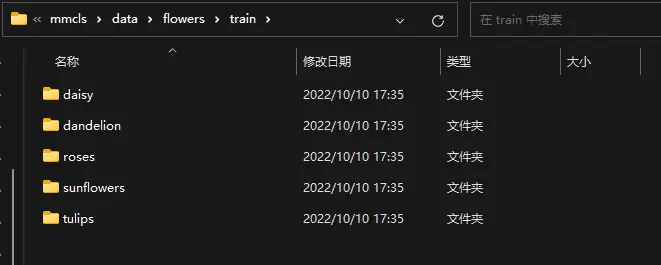 « mmcls > data > flowers > train >
在 train 中搜索
名称 修改日期 类型 大小
daisy 2022/10/10 17:35 文件夹
dandelion 2022/10/10 17:35 文件夹
roses 2022/10/10 17:35 文件夹
sunflowers 2022/10/10 17:35 文件夹
tulips 2022/10/10 17:35 文件夹